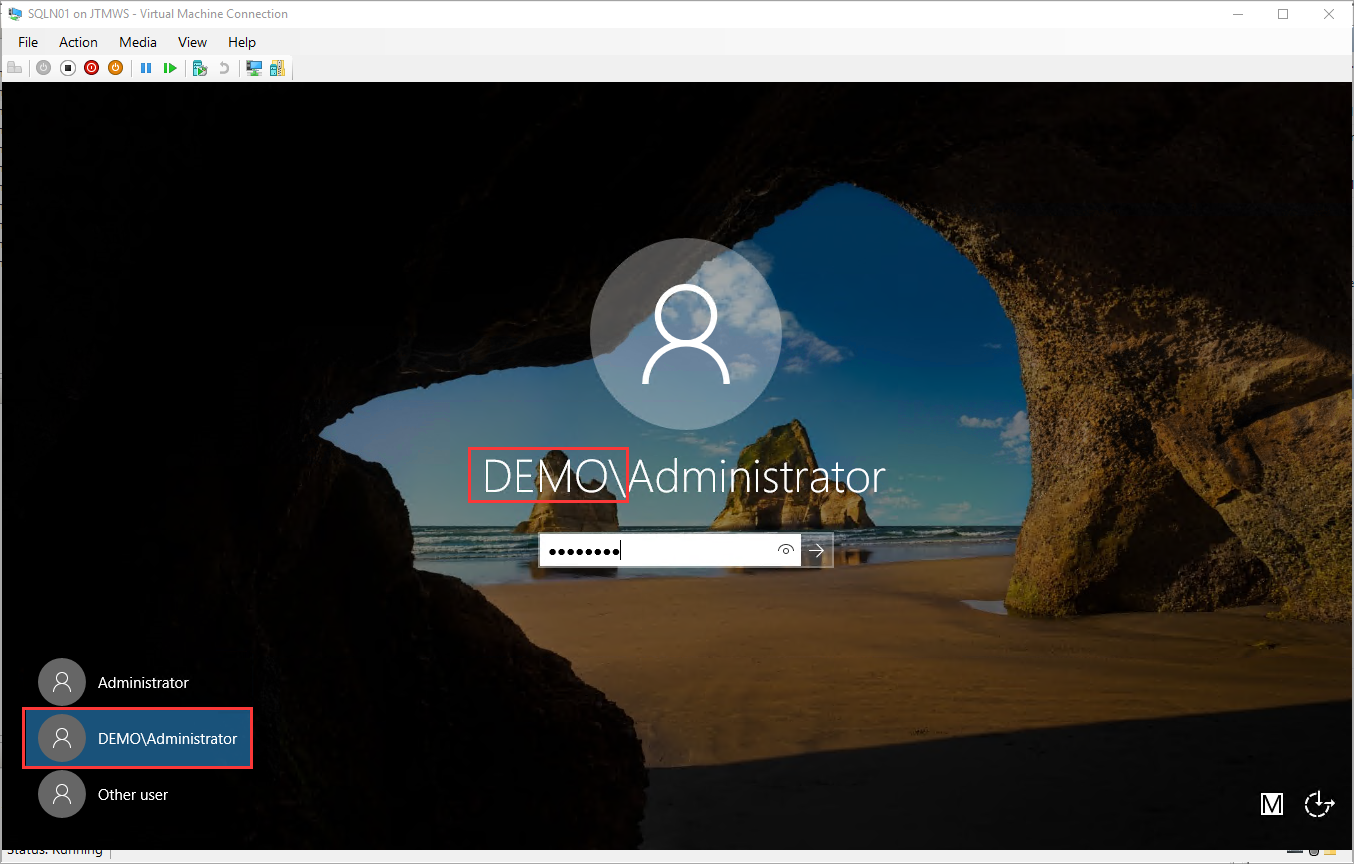 SQLN01 on JTMWS - Virtual Machine Connection
File Action Media View Help
DEMO\Administrator
Administrator
DEMO\Administrator
Other user
M
Status: Running